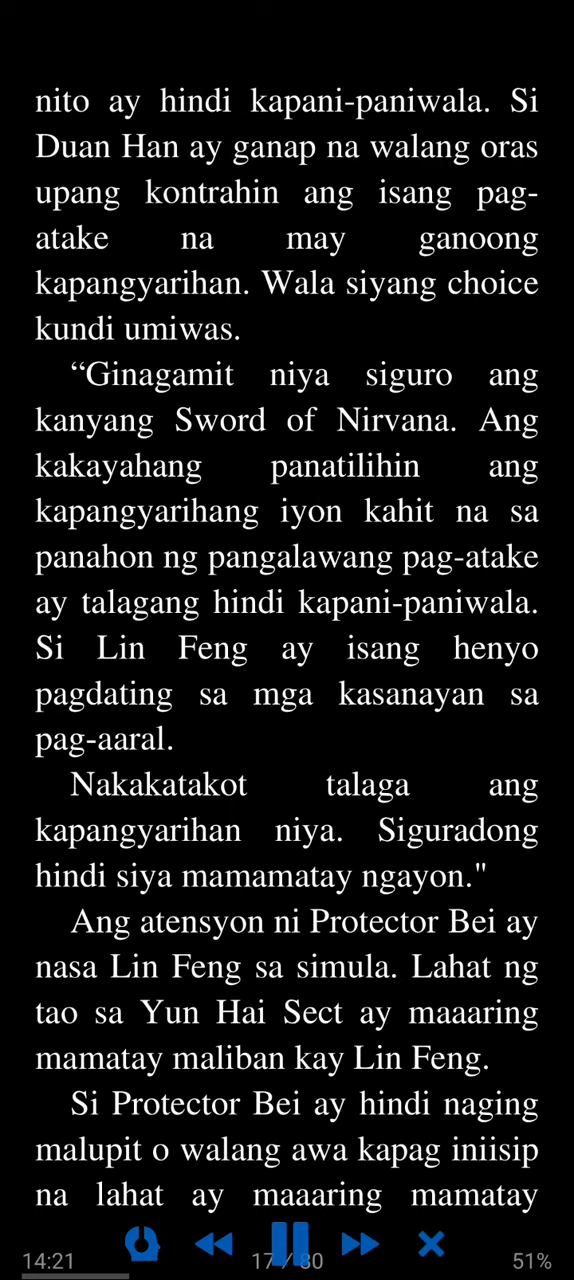 nito ay hindi kapani-paniwala. Si
Duan Han ay ganap na walang oras
upang kontrahin ang isang pag-
atake na may ganoong
kapangyarihan. Wala siyang choice
kundi umiwas.
“Ginagamit niya siguro ang
kanyang Sword of Nirvana. Ang
kakayahang panatilihin ang
kapangyarihang iyon kahit na sa
panahon ng pangalawang pag-atake
ay talagang hindi kapani-paniwala.
Si Lin Feng ay isang henyo
pagdating sa mga kasanayan sa
pag-aaral.
Nakakatakot talaga ang
kapangyarihan niya. Siguradong
hindi siya mamamatay ngayon."
Ang atensyon ni Protector Bei ay
nasa Lin Feng sa simula. Lahat ng
tao sa Yun Hai Sect ay maaaring
mamatay maliban kay Lin Feng.
Si Protector Bei ay hindi naging
malupit o walang awa kapag iniisip
na lahat ay maaaring mamatay
14:21 17 / 80 51%